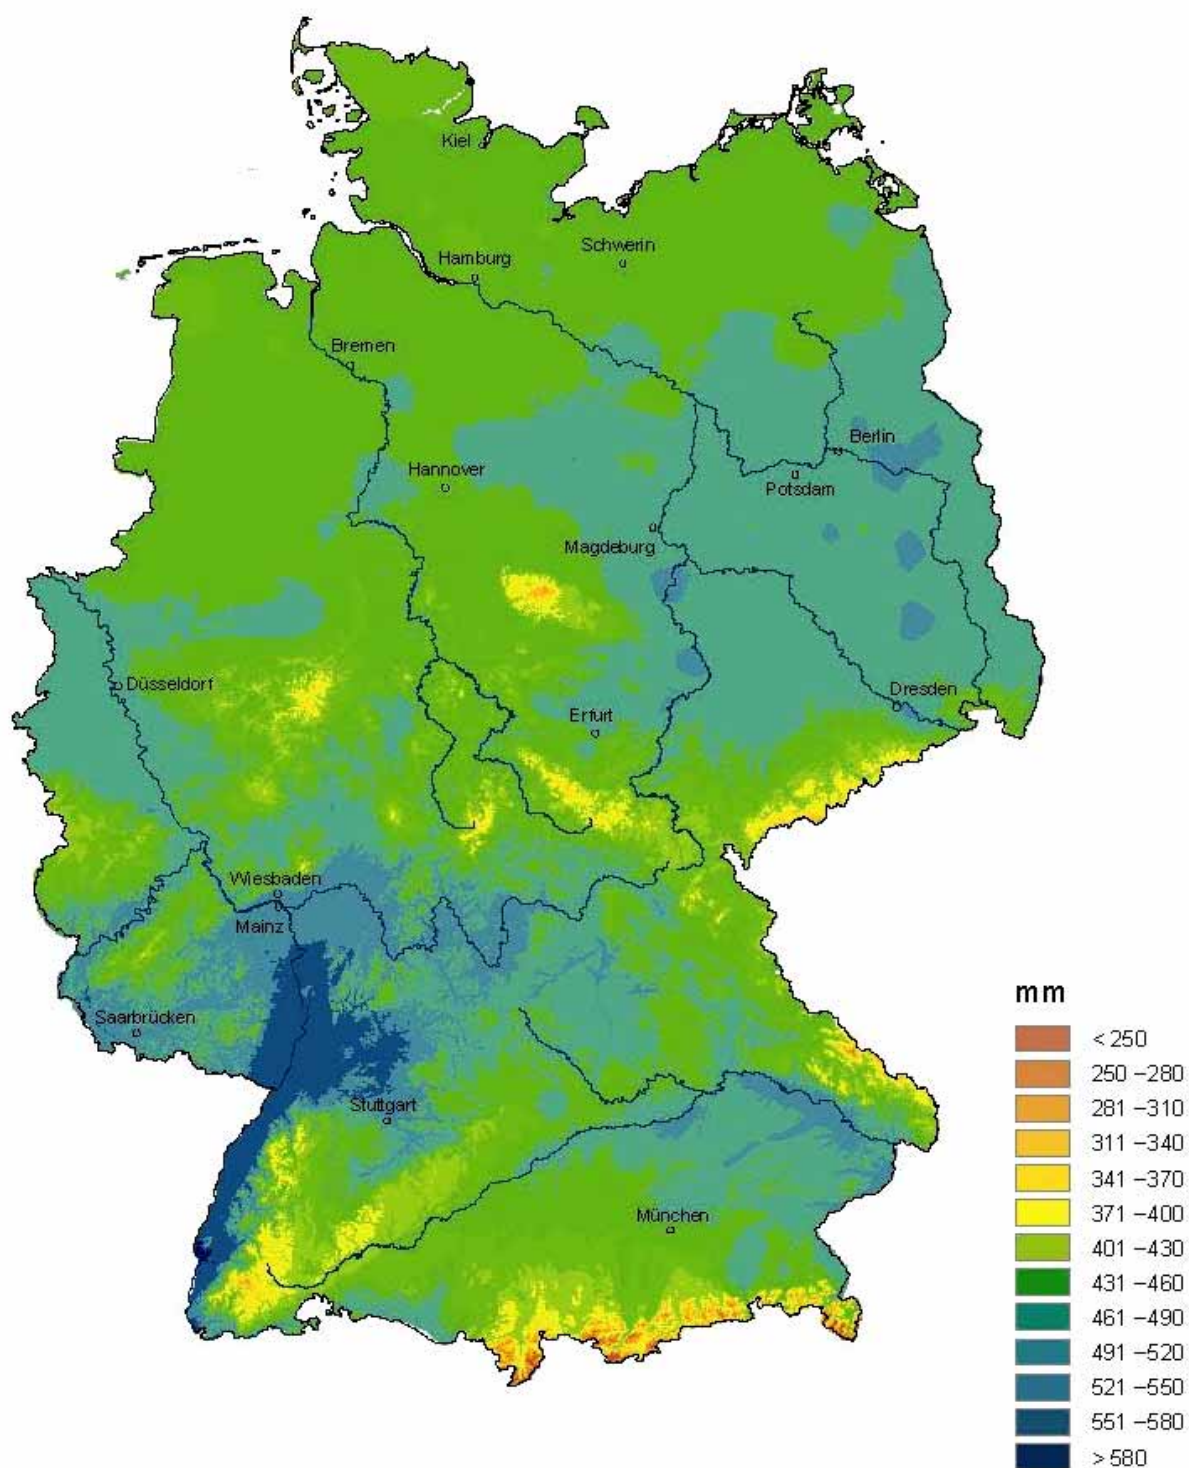 Kiel
Schwerin
Hamburg
Bremen
Berlin
Hannover
Potsdam
Magdeburg
Düsseldorf
Dresden
Erfurt
Wiesbaden
Mainz
Saarbrücken
Stuttgart
München
mm
< 250
250 –280
281 –310
311 –340
341 –370
371 –400
401 –430
431 –460
461 –490
491 –520
521 –550
551 –580
> 580